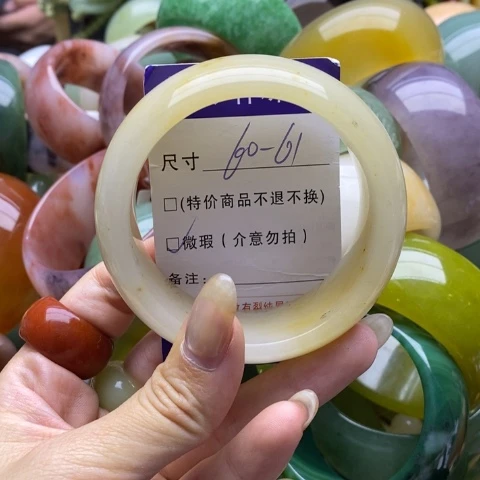 尺寸 60-61
□(特价商品不退不换)
☑微瑕(介意勿拍)
备注: